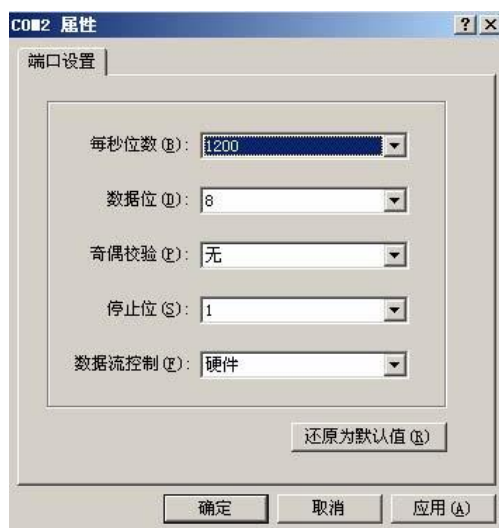 COM2 属性
端口设置
每秒位数(B): 1200
数据位(D): 8
奇偶校验(P): 无
停止位(S): 1
数据流控制(F): 硬件
还原为默认值(R)
确定 取消 应用(A)